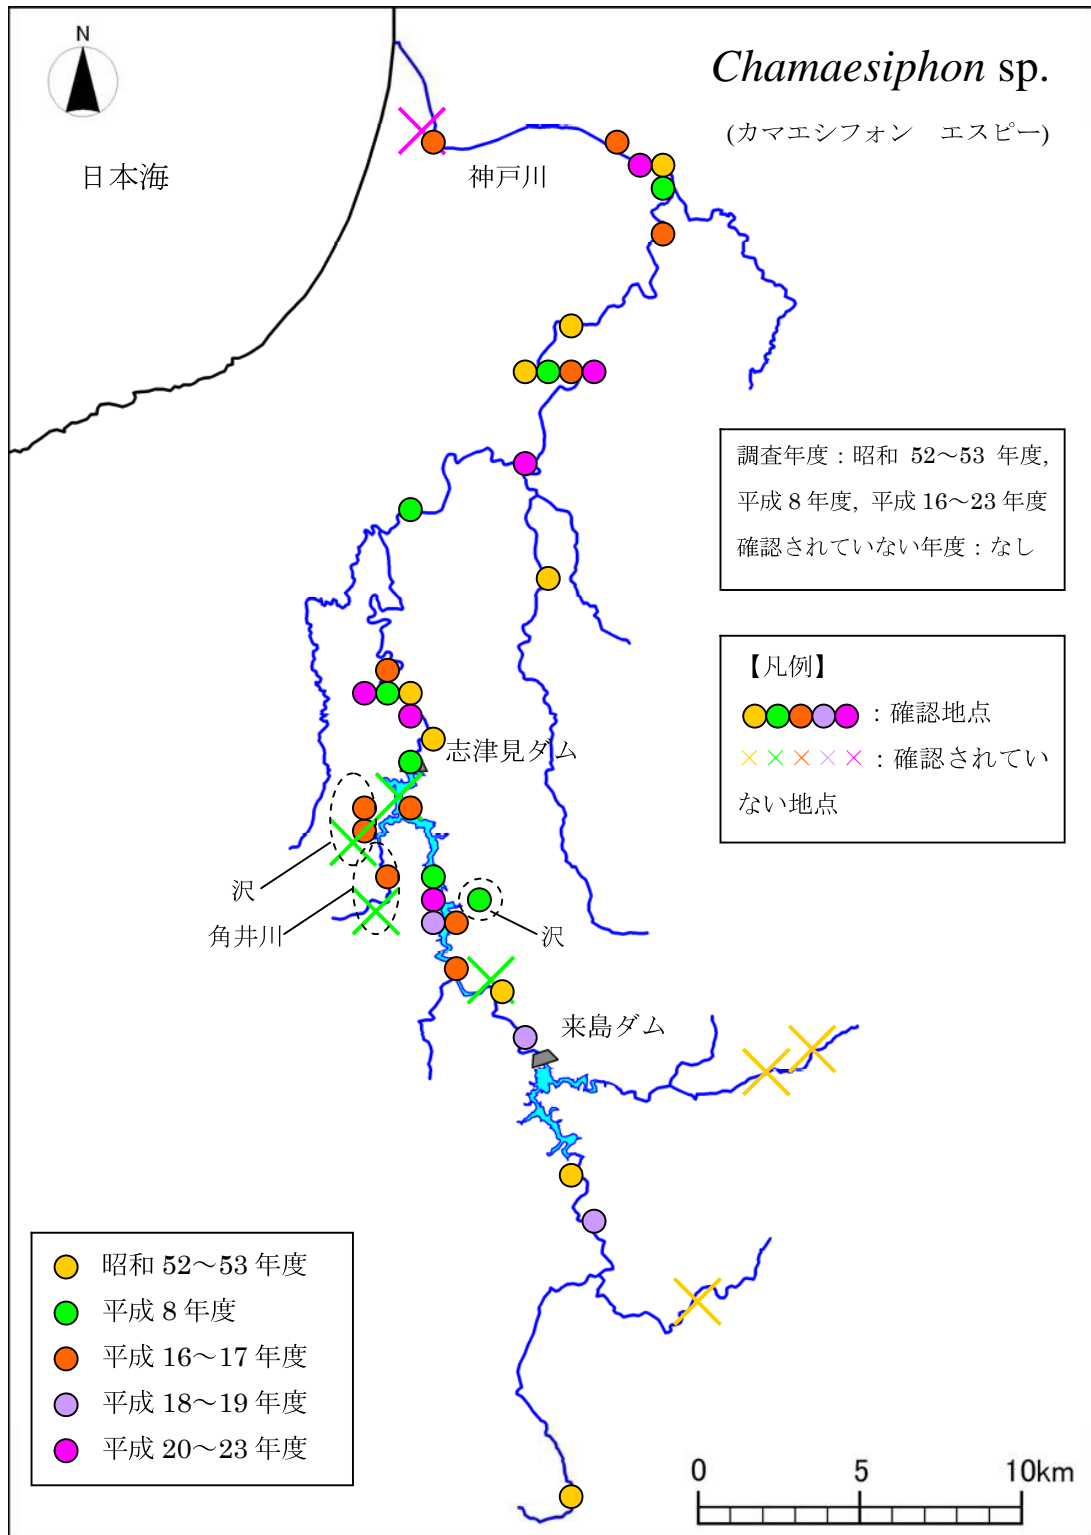 N
Chamaesiphon sp.
(カマエシフォン　エスピー)
日本海
神戸川
調査年度：昭和 52～53 年度,
平成 8 年度, 平成 16～23 年度
確認されていない年度：なし
【凡例】
：確認地点
：確認されてい
ない地点
志津見ダム
沢
角井川
沢
来島ダム
昭和 52～53 年度
平成 8 年度
平成 16～17 年度
平成 18～19 年度
平成 20～23 年度
0 5 10km